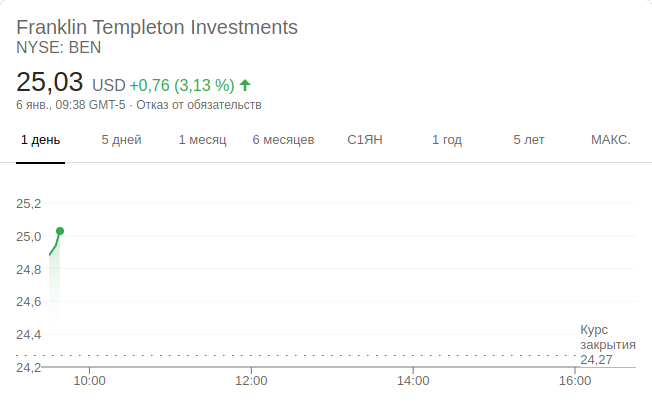 Franklin Templeton Investments
NYSE: BEN
25,03 USD +0,76 (3,13 %)
6 янв., 09:38 GMT-5 · Отказ от обязательств
1 день 5 дней 1 месяц 6 месяцев С1ЯН 1 год 5 лет МАКС.
25,2
25,0
24,8
24,6
24,4
24,2
Курс
закрытия
24,27
10:00 12:00 14:00 16:00